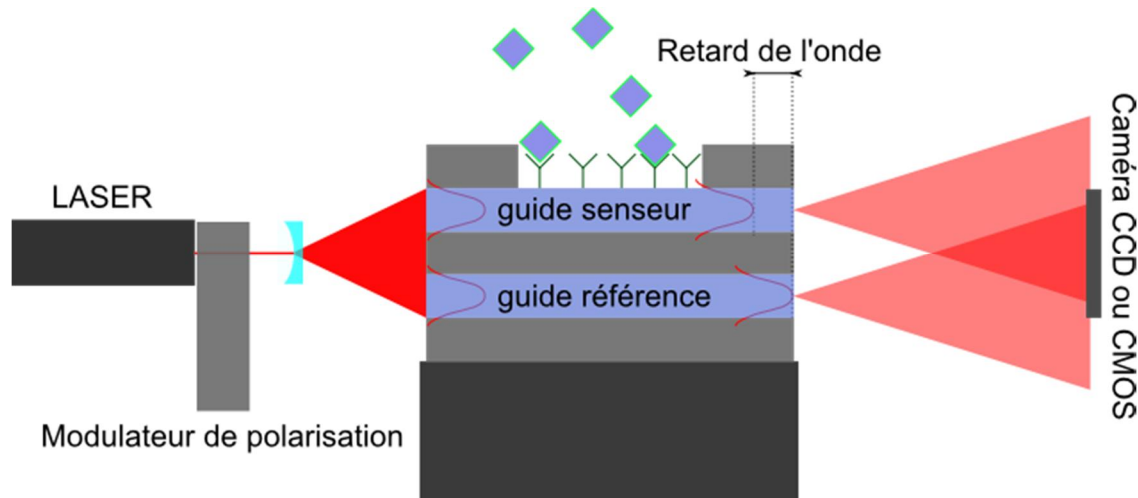 Retard de l'onde
LASER
guide senseur
guide référence
Modulateur de polarisation
Caméra CCD ou CMOS